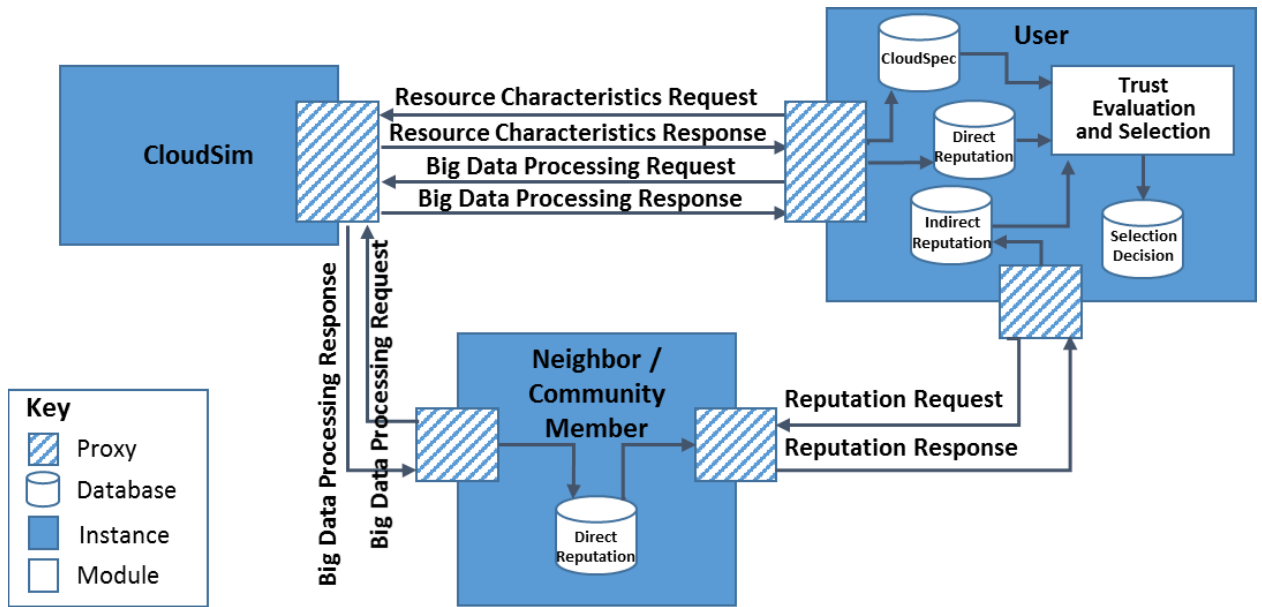 User
CloudSpec
Trust
Evaluation
and Selection
Direct
Reputation
Indirect
Reputation
Selection
Decision
CloudSim
Resource Characteristics Request
Resource Characteristics Response
Big Data Processing Request
Big Data Processing Response
Big Data Processing Response
Big Data Processing Request
Neighbor /
Community
Member
Direct
Reputation
Reputation Request
Reputation Response
Key
Proxy
Database
Instance
Module